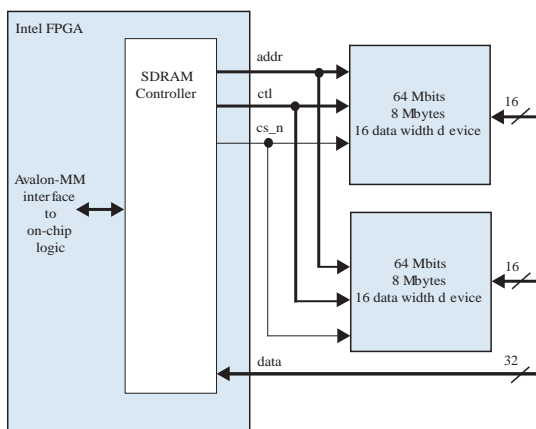 Intel FPGA
SDRAM
Controller
Avalon-MM
interface
to
on-chip
logic
addr
ctl
cs_n
64 Mbits
8 Mbytes
16 data width d evice
16
64 Mbits
8 Mbytes
16 data width d evice
16
data
32